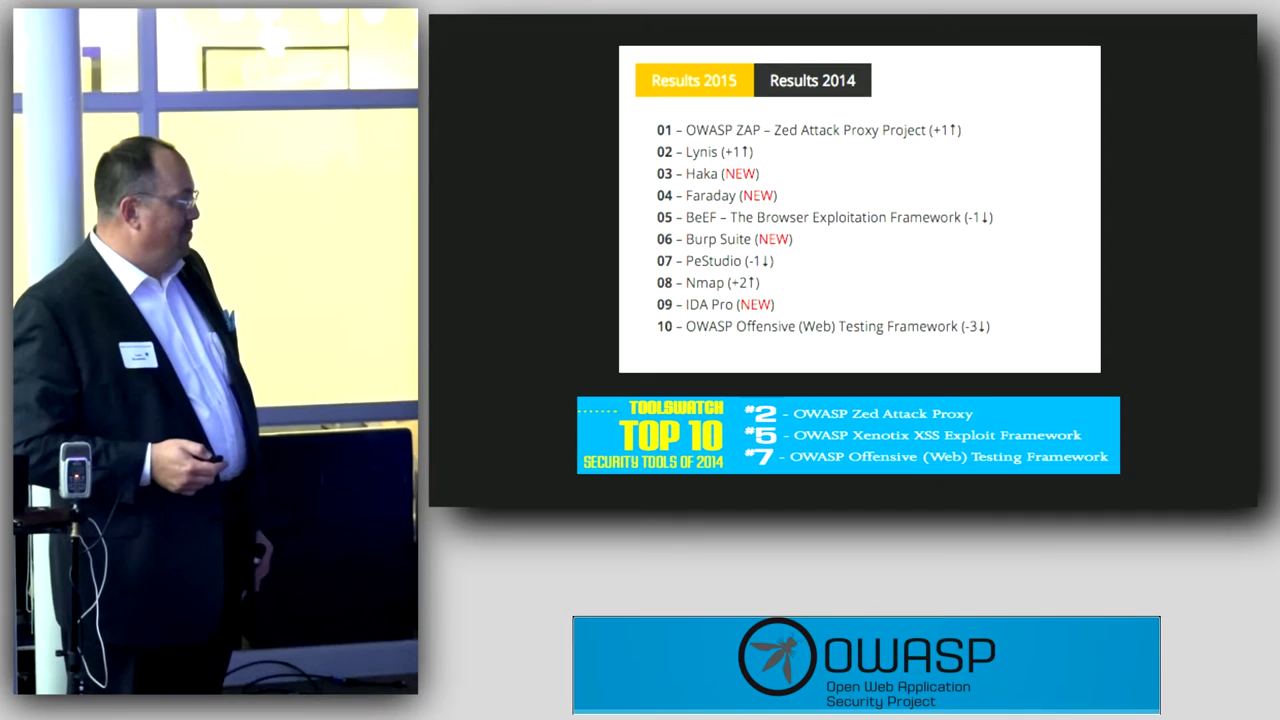 Results 2015 Results 2014
01 – OWASP ZAP – Zed Attack Proxy Project (+1↑)
02 – Lynis (+1↑)
03 – Haka (NEW)
04 – Faraday (NEW)
05 – BeEF – The Browser Exploitation Framework (-1↓)
06 – Burp Suite (NEW)
07 – PeStudio (-1↓)
08 – Nmap (+2↑)
09 – IDA Pro (NEW)
10 – OWASP Offensive (Web) Testing Framework (-3↓)
TOOLSWATCH
TOP 10
SECURITY TOOLS OF 2014
#2 - OWASP Zed Attack Proxy
#5 - OWASP Xenotix XSS Exploit Framework
#7 - OWASP Offensive (Web) Testing Framework
OWASP
Open Web Application
Security Project